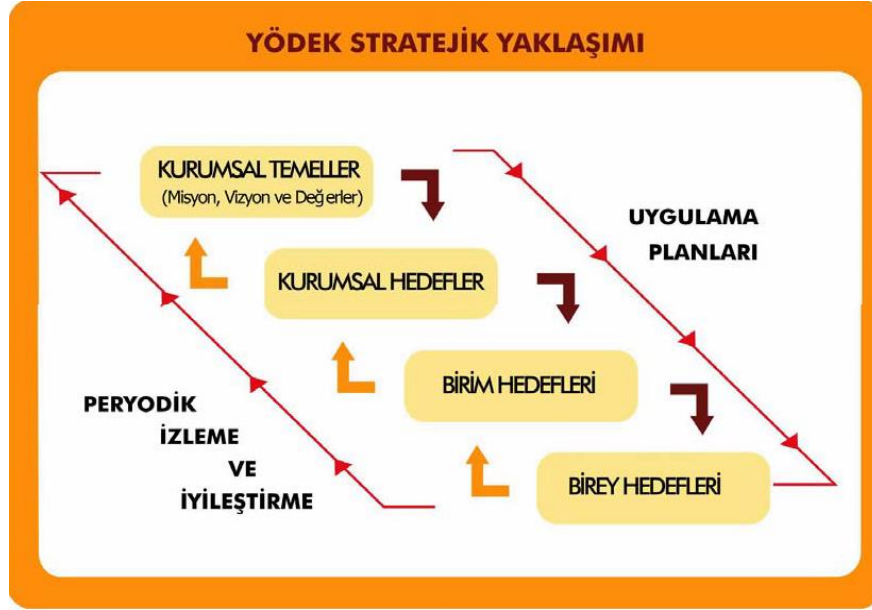 YÖDEK STRATEJİK YAKLAŞIMI
KURUMSAL TEMELLER
(Misyon, Vizyon ve Değerler)
UYGULAMA
PLANLARI
KURUMSAL HEDEFLER
BİRİM HEDEFLERİ
PERYODİK
İZLEME
VE
İYİLEŞTİRME
BİREY HEDEFLERİ